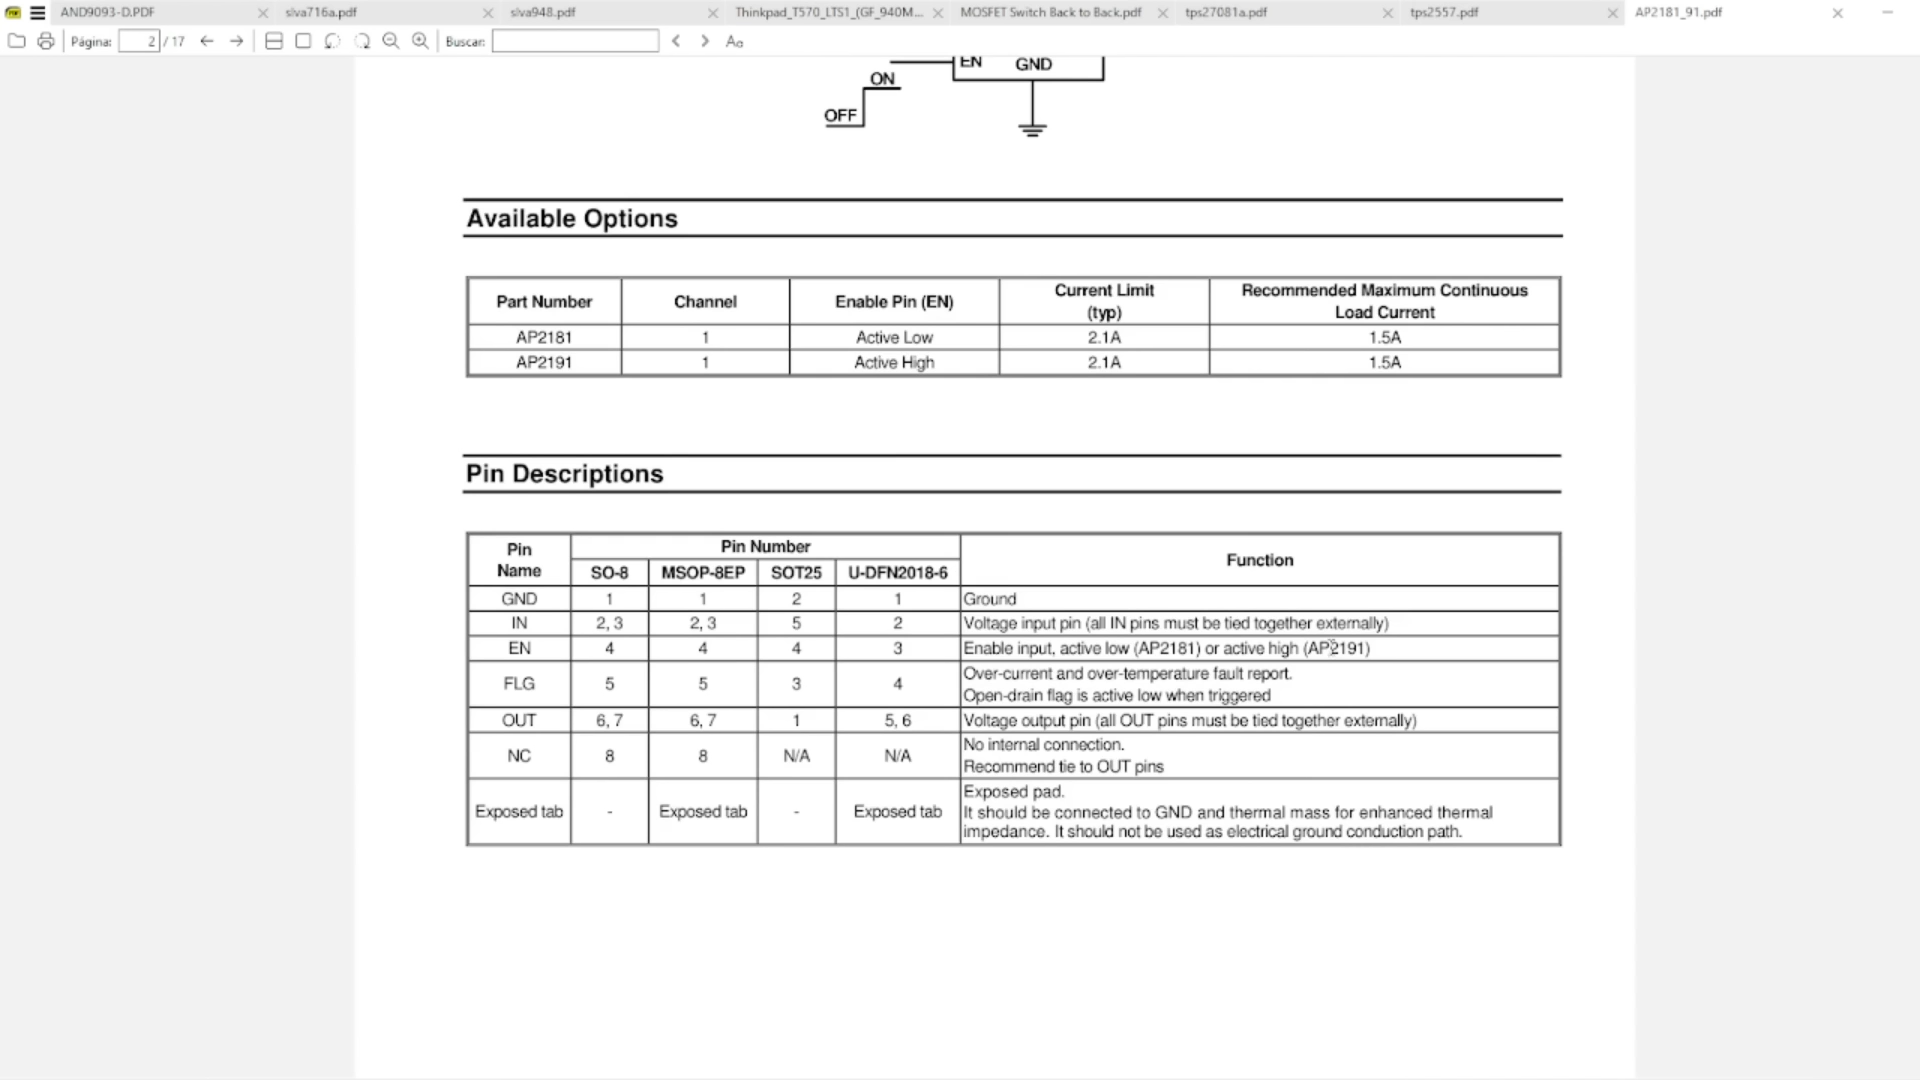 AND9093-D.PDF
slva716a.pdf
slva948.pdf
Thinkpad_T570_LTS1_(GF_940M...
MOSFET Switch Back to Back.pdf
tps27081a.pdf
tps2557.pdf
AP2181_91.pdf
Página: 2 / 17
Buscar:
Aa
EN GND
ON
OFF
Available Options
Part Number Channel Enable Pin (EN) Current Limit (typ) Recommended Maximum Continuous Load Current
AP2181 1 Active Low 2.1A 1.5A
AP2191 1 Active High 2.1A 1.5A
Pin Descriptions
Pin Name Pin Number Function
SO-8 MSOP-8EP SOT25 U-DFN2018-6
GND 1 1 2 1 Ground
IN 2, 3 2, 3 5 2 Voltage input pin (all IN pins must be tied together externally)
EN 4 4 4 3 Enable input, active low (AP2181) or active high (AP2191)
FLG 5 5 3 4 Over-current and over-temperature fault report.
Open-drain flag is active low when triggered
OUT 6, 7 6, 7 1 5, 6 Voltage output pin (all OUT pins must be tied together externally)
NC 8 8 N/A N/A No internal connection.
Recommend tie to OUT pins
Exposed tab - Exposed tab - Exposed tab Exposed pad.
It should be connected to GND and thermal mass for enhanced thermal
impedance. It should not be used as electrical ground conduction path.